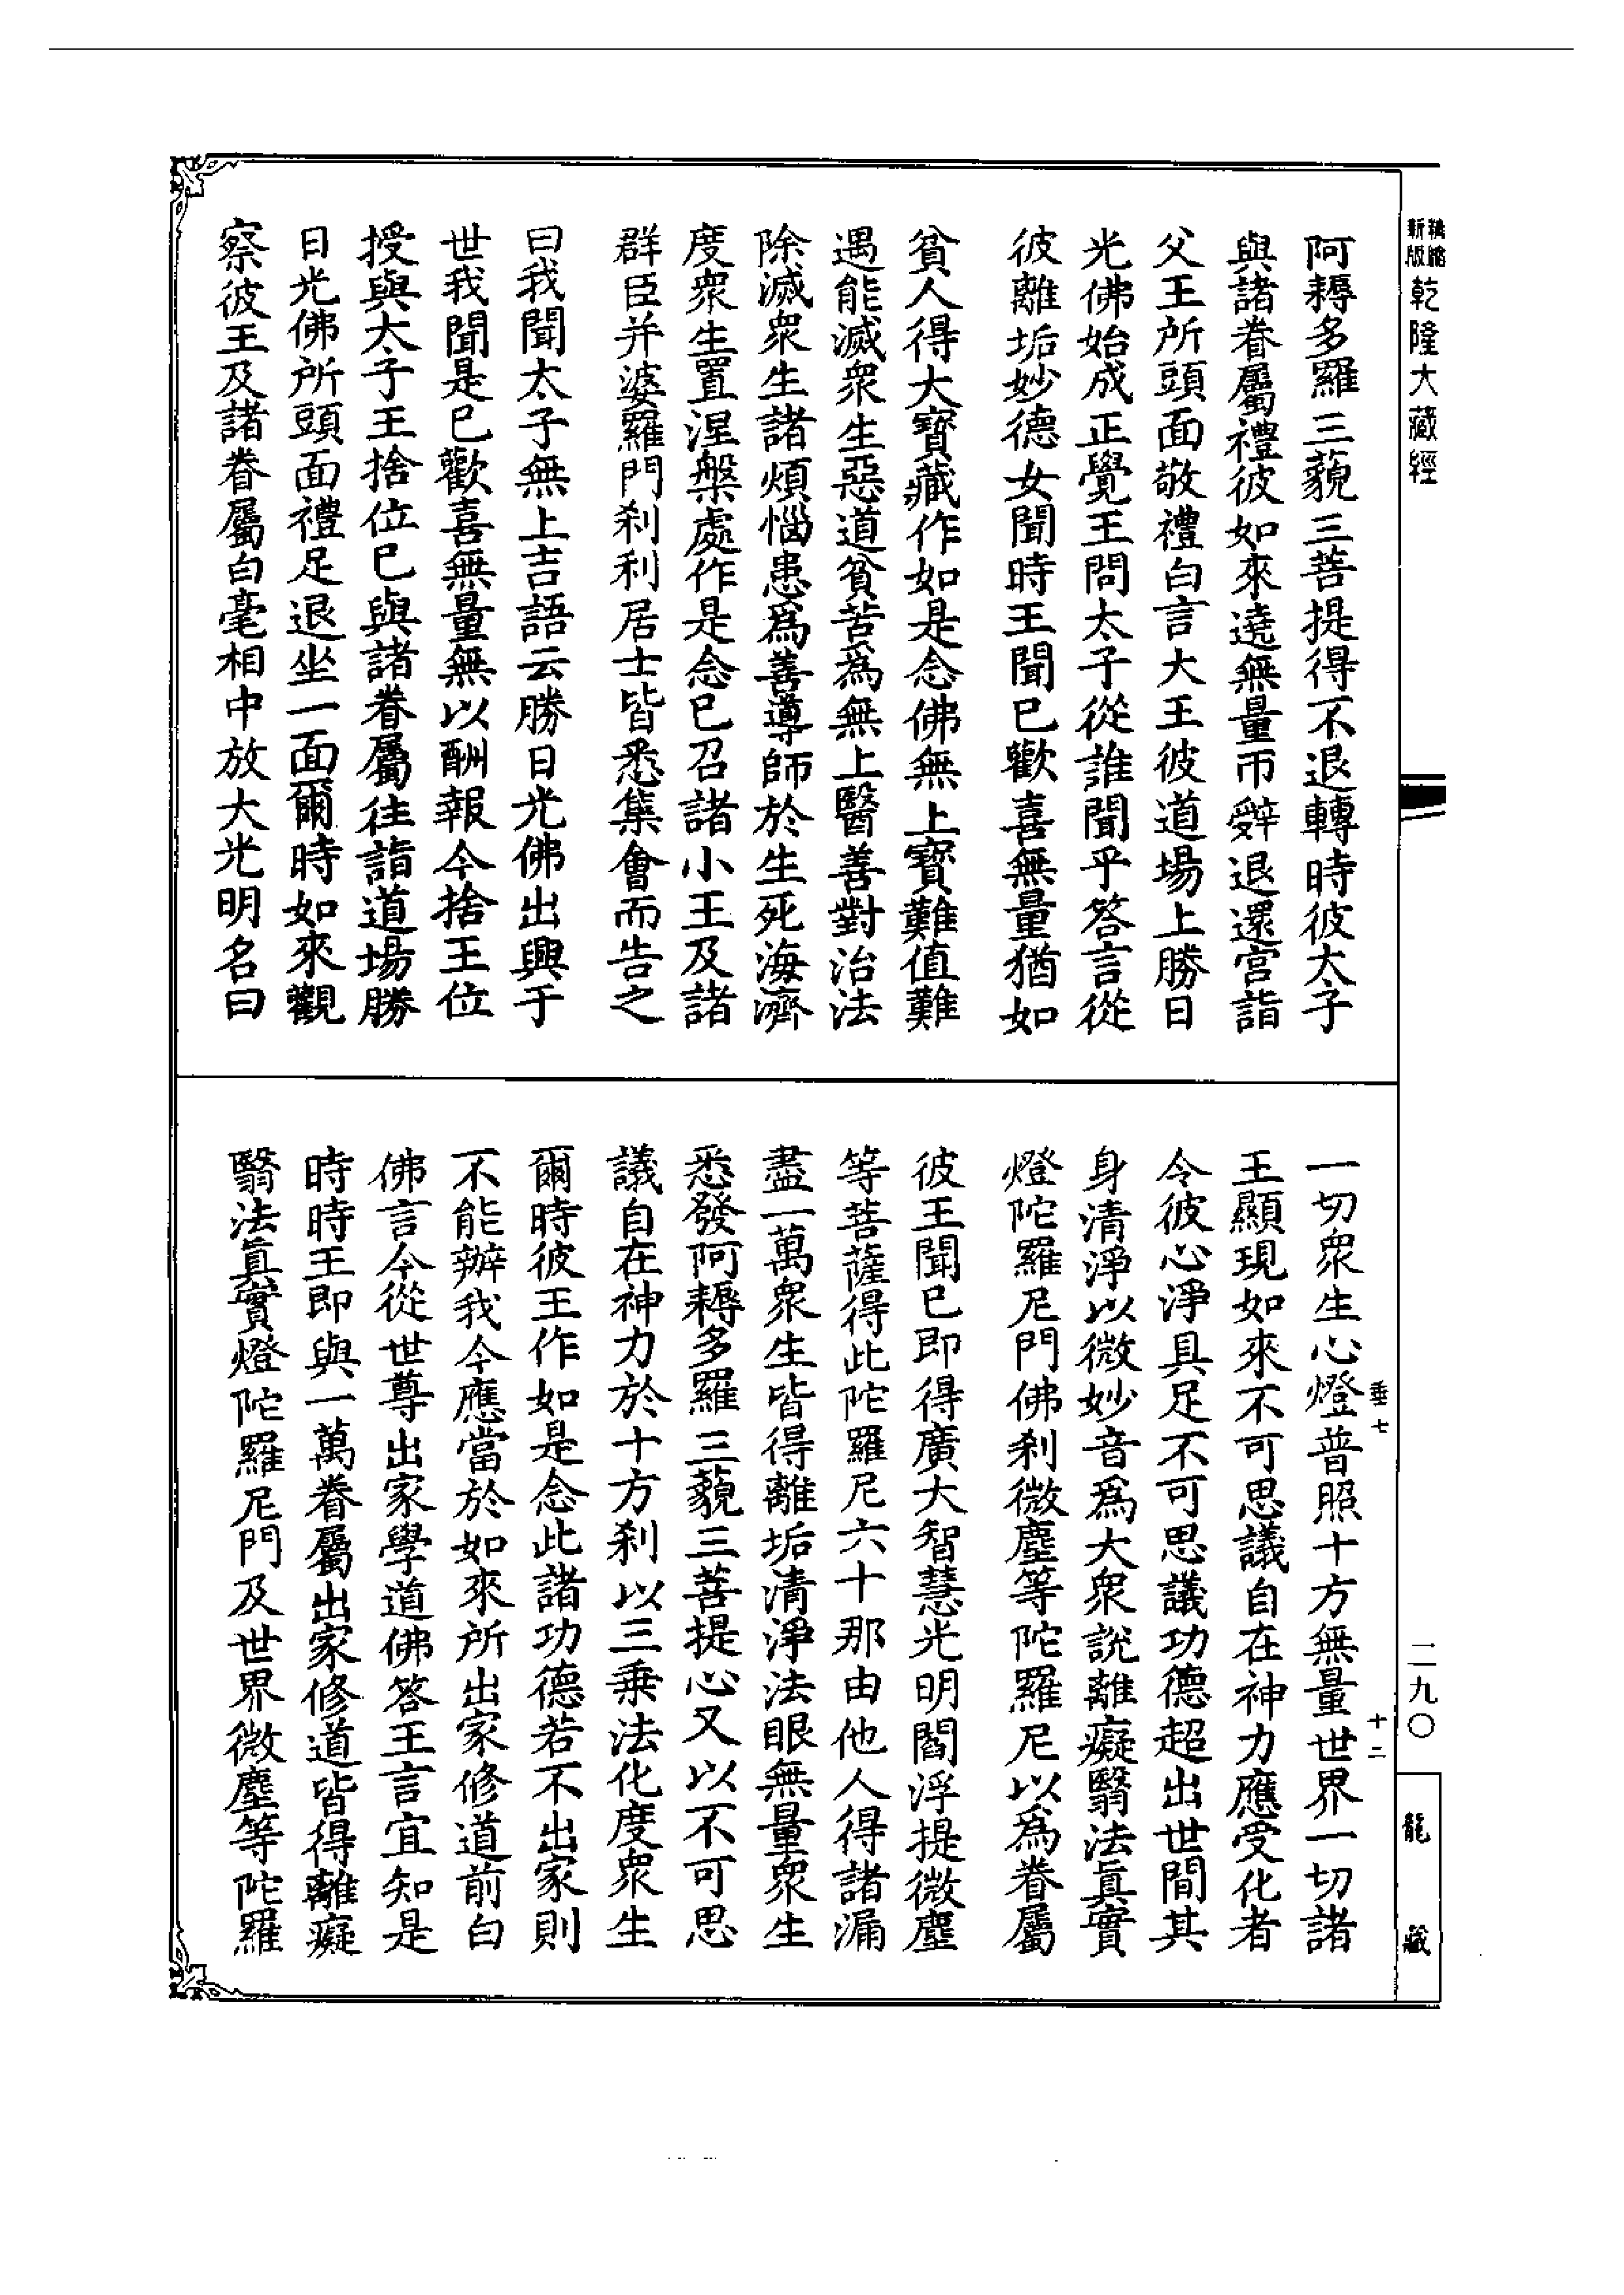 新版精縮乾隆大藏經
阿耨多羅三藐三菩提得不退轉時彼太子
與諸眷屬禮彼如來遶無量帀辤退還宫詣
父王所頭面敬禮白言大王彼道場上勝日
光佛始成正覺王問太子從誰聞乎答言從
彼離垢妙德女聞時王聞已歡喜無量猶如
貧人得大寶藏作如是念佛無上寶難值難
遇能滅衆生惡道貧苦爲無上醫善對治法
除滅衆生諸煩惱患爲善導師於生死海濟
度衆生置涅槃處作是念已召諸小王及諸
群臣并婆羅門刹利居士皆悉集會而告之
曰我聞太子無上吉語云勝日光佛出興于
世我聞是已歡喜無量無以酬報今捨王位
授與太子王捨位已與諸眷屬往詣道場勝
日光佛所頭面禮足退坐一面爾時如來觀
察彼王及諸眷屬白毫相中放大光明名曰
一切衆生心燈普照十方無量世界一切諸
王顯現如來不可思議自在神力應受化者
令彼心淨具足不可思議功德超出世間其
身清淨以微妙音爲大衆說離癡翳法眞實
燈陀羅尼門佛刹微塵等陀羅尼以爲眷屬
彼王聞已即得廣大智慧光明閻浮提微塵
等菩薩得此陀羅尼六十那由他人得諸漏
盡一萬衆生皆得離垢清淨法眼無量衆生
悉發阿耨多羅三藐三菩提心又以不可思
議自在神力於十方刹以三乘法化度衆生
爾時彼王作如是念此諸功德若不出家則
不能辦我今應當於如來所出家修道前白
佛言今從世尊出家學道佛答王言宜知是
時時王即與一萬眷屬出家修道皆得離癡
翳法眞實燈陀羅尼門及世界微塵等陀羅
垂七
十二
二九〇
龍藏